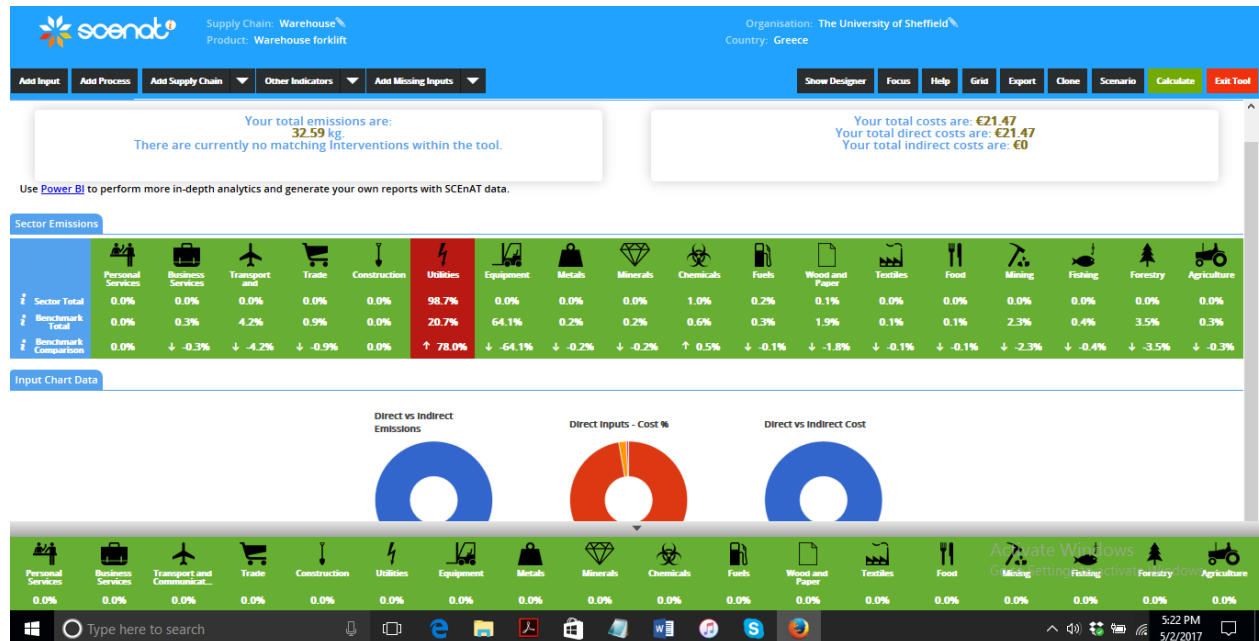 scenat i
Supply Chain: Warehouse
Product: Warehouse forklift
Organisation: The University of Sheffield
Country: Greece
Add Input Add Process Add Supply Chain Other Indicators Add Missing Inputs Show Designer Focus Help Grid Export Clone Scenario Calculate Exit Tool
Your total emissions are:
32.59 kg.
There are currently no matching Interventions within the tool.
Your total costs are: €21.47
Your total direct costs are: €21.47
Your total indirect costs are: €0
Use Power BI to perform more in-depth analytics and generate your own reports with SCEnAT data.
Sector Emissions
Personal Services Business Services Transport and Trade Construction Utilities Equipment Metals Minerals Chemicals Fuels Wood and Paper Textiles Food Mining Fishing Forestry Agriculture
i Sector Total 0.0% 0.0% 0.0% 0.0% 0.0% 98.7% 0.0% 0.0% 0.0% 1.0% 0.2% 0.1% 0.0% 0.0% 0.0% 0.0% 0.0% 0.0%
i Benchmark Total 0.0% 0.3% 4.2% 0.9% 0.0% 20.7% 64.1% 0.2% 0.2% 0.6% 0.3% 1.9% 0.1% 0.1% 2.3% 0.4% 3.5% 0.3%
i Benchmark Comparison 0.0% ↓ -0.3% ↓ -4.2% ↓ -0.9% 0.0% ↑ 78.0% ↓ -64.1% ↓ -0.2% ↓ -0.2% ↑ 0.5% ↓ -0.1% ↓ -1.8% ↓ -0.1% ↓ -0.1% ↓ -2.3% ↓ -0.4% ↓ -3.5% ↓ -0.3%
Input Chart Data
Direct vs Indirect
Emissions
Direct Inputs - Cost %
Direct vs Indirect Cost
Personal Services Business Services Transport and Communicat... Trade Construction Utilities Equipment Metals Minerals Chemicals Fuels Wood and Paper Textiles Food Mining Fishing Forestry Agriculture
0.0% 0.0% 0.0% 0.0% 0.0% 0.0% 0.0% 0.0% 0.0% 0.0% 0.0% 0.0% 0.0% 0.0% 0.0% 0.0% 0.0% 0.0%
Activate Windows
Type here to search
5:22 PM
5/2/2017